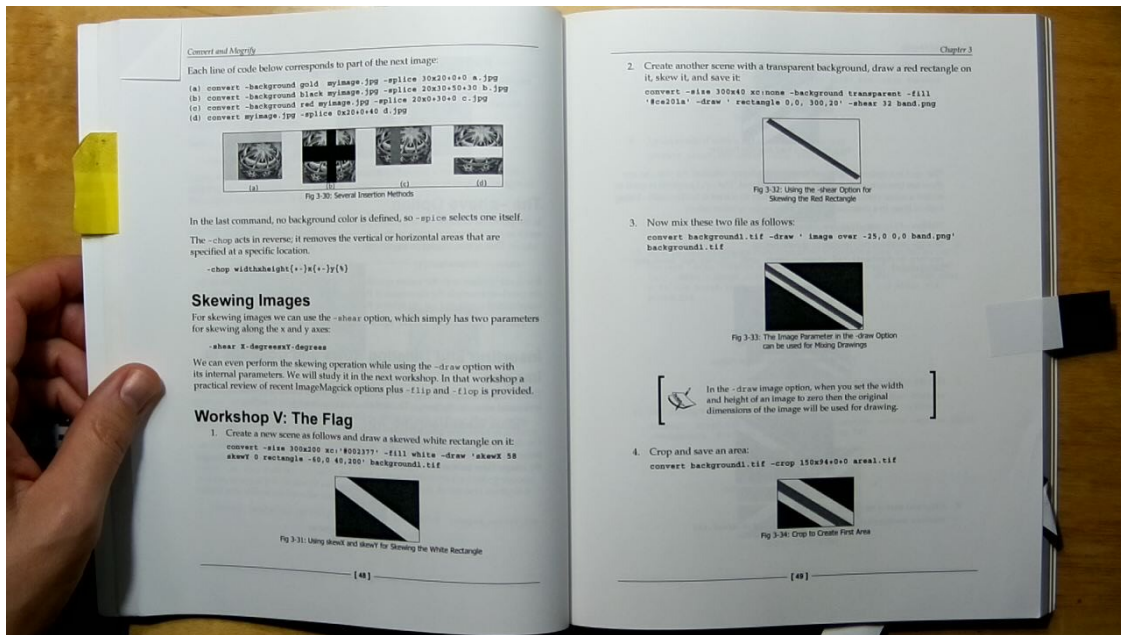 Convert and Mogrify
Each line of code below corresponds to part of the next image:
(a) convert -background gold myimage.jpg -splice 30x20+0+0 a.jpg
(b) convert -background black myimage.jpg -splice 20x30+50+30 b.jpg
(c) convert -background red myimage.jpg -splice 20x0+30+0 c.jpg
(d) convert myimage.jpg -splice 0x20+0+40 d.jpg
(a) (b) (c) (d)
Fig 3-30: Several Insertion Methods
In the last command, no background color is defined, so -splice selects one itself.
The -chop acts in reverse; it removes the vertical or horizontal areas that are
specified at a specific location.
-chop widthxheight{+-}x{+-}y{%}
Skewing Images
For skewing images we can use the -shear option, which simply has two parameters
for skewing along the x and y axes:
-shear X-degreesxY-degrees
We can even perform the skewing operation while using the -draw option with
its internal parameters. We will study it in the next workshop. In that workshop a
practical review of recent ImageMagcick options plus -flip and -flop is provided.
Workshop V: The Flag
1. Create a new scene as follows and draw a skewed white rectangle on it:
convert -size 300x200 xc:'#002377' -fill white -draw 'skewX 58
skewY 0 rectangle -60,0 40,200' background1.tif
Fig 3-31: Using skewX and skewY for Skewing the White Rectangle
[ 48 ]
Chapter 3
2. Create another scene with a transparent background, draw a red rectangle on
it, skew it, and save it:
convert -size 300x40 xc:none -background transparent -fill
'#ce201a' -draw ' rectangle 0,0, 300,20' -shear 32 band.png
Fig 3-32: Using the -shear Option for
Skewing the Red Rectangle
3. Now mix these two file as follows:
convert background1.tif -draw ' image over -25,0 0,0 band.png'
background1.tif
Fig 3-33: The Image Parameter in the -draw Option
can be used for Mixing Drawings
In the -draw image option, when you set the width
and height of an image to zero then the original
dimensions of the image will be used for drawing.
4. Crop and save an area:
convert background1.tif -crop 150x94+0+0 area1.tif
Fig 3-34: Crop to Create First Area
[ 49 ]